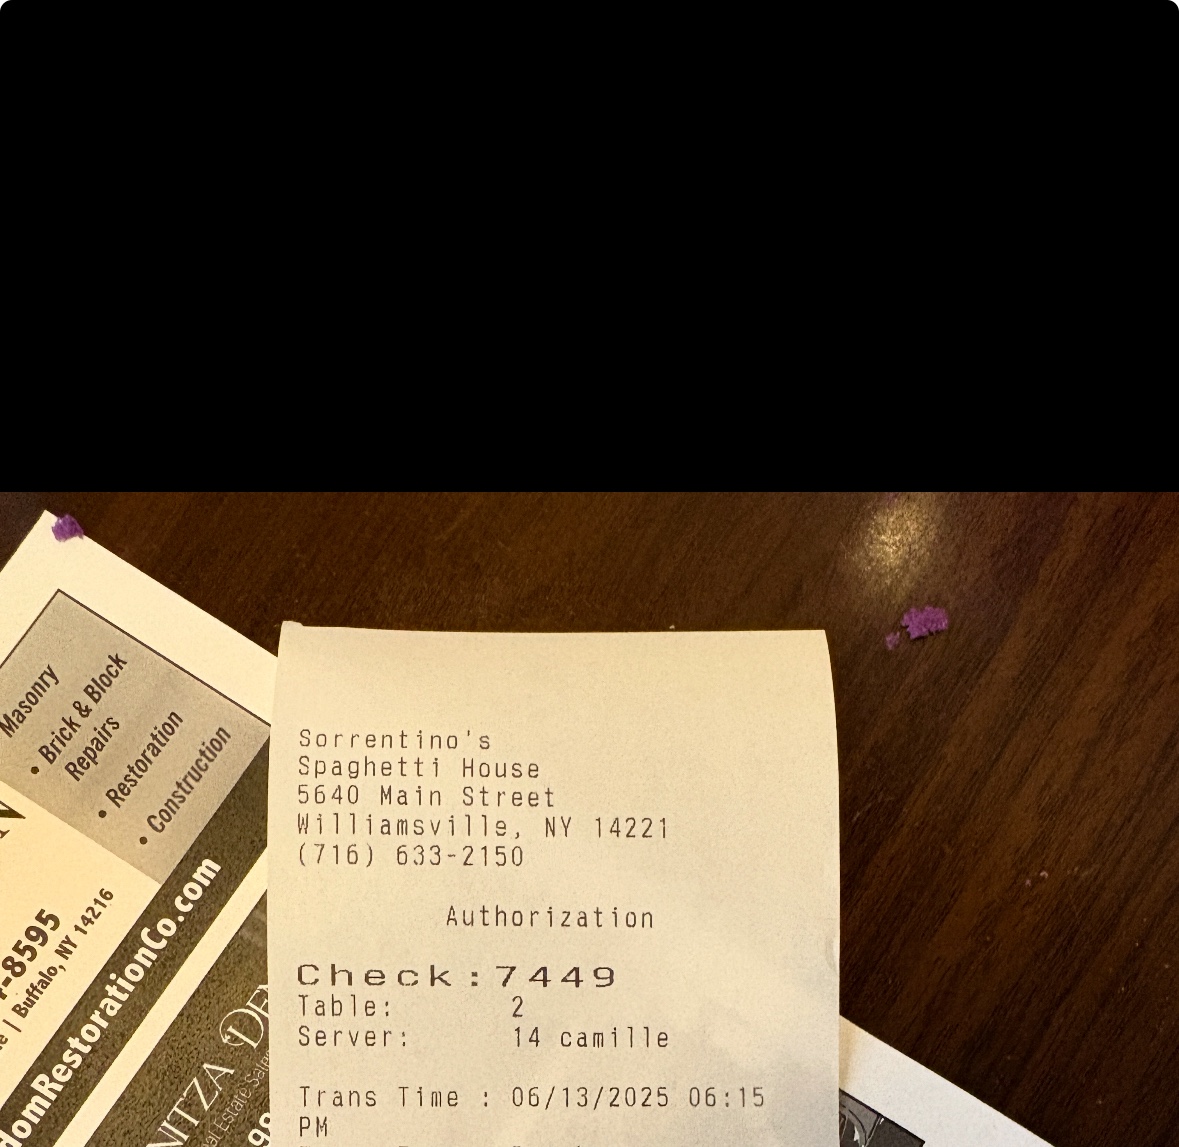 Sorrentino's
Spaghetti House
5640 Main Street
Williamsville, NY 14221
(716) 633-2150
Authorization
Check:7449
Table: 2
Server: 14 camille
Trans Time : 06/13/2025 06:15
PM
Masonry
• Brick & Block
Repairs
• Restoration
• Construction
-8595
| Buffalo, NY 14216
domRestorationCo.com